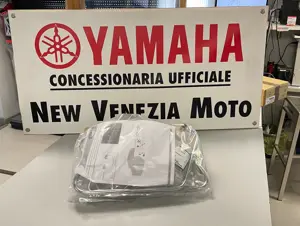 YAMAHA
CONCESSIONARIA UFFICIALE
NEW VENEZIA MOTO